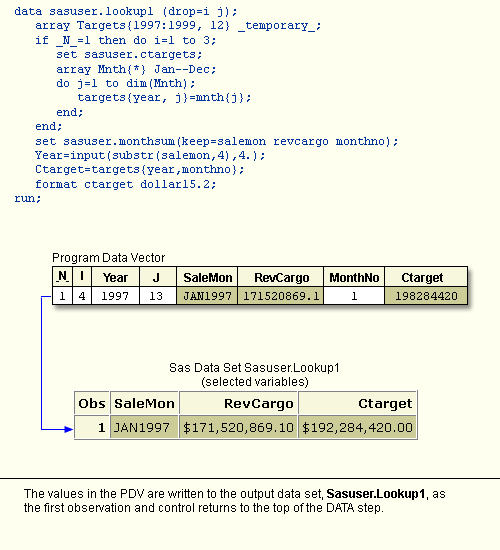 data sasuser.lookup1 (drop=i j);
array Targets{1997:1999, 12} _temporary_;
if _N_=1 then do i=1 to 3;
set sasuser.ctargets;
array Mnth{*} Jan--Dec;
do j=1 to dim(Mnth);
targets{year, j}=mnth{j};
end;
end;
set sasuser.monthsum(keep=salemon revcargo monthno);
Year=input(substr(salemon,4),4.);
Ctarget=targets{year,monthno};
format ctarget dollar15.2;
run;
Program Data Vector
_N_ I Year J SaleMon RevCargo MonthNo Ctarget
1 4 1997 13 JAN1997 171520869.1 1 198284420
Sas Data Set Sasuser.Lookup1
(selected variables)
Obs SaleMon RevCargo Ctarget
1 JAN1997 $171,520,869.10 $192,284,420.00
The values in the PDV are written to the output data set, Sasuser.Lookup1, as
the first observation and control returns to the top of the DATA step.